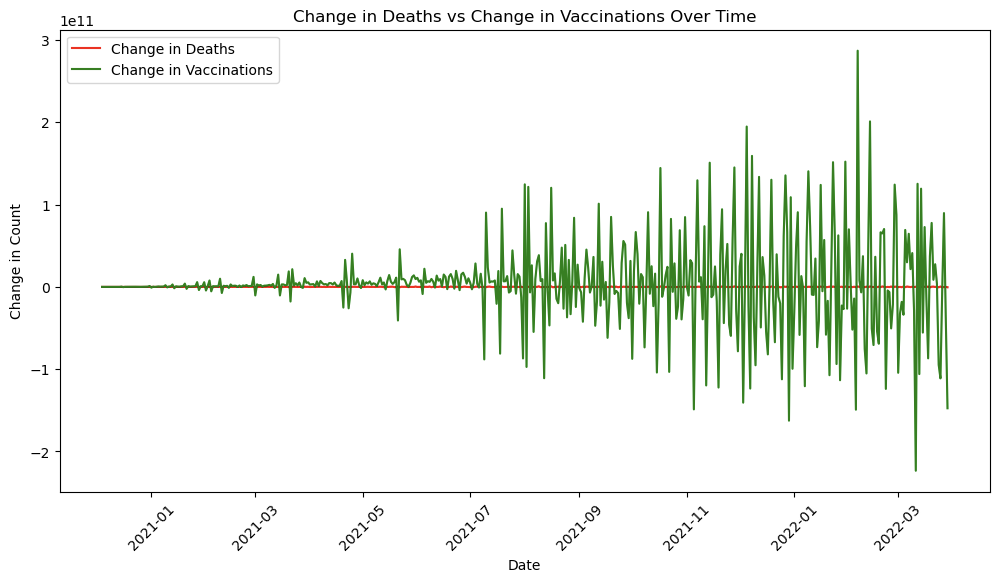 Change in Deaths vs Change in Vaccinations Over Time
1e11
Change in Deaths
Change in Vaccinations
3
2
1
0
−1
−2
Change in Count
2021-01
2021-03
2021-05
2021-07
2021-09
2021-11
2022-01
2022-03
Date